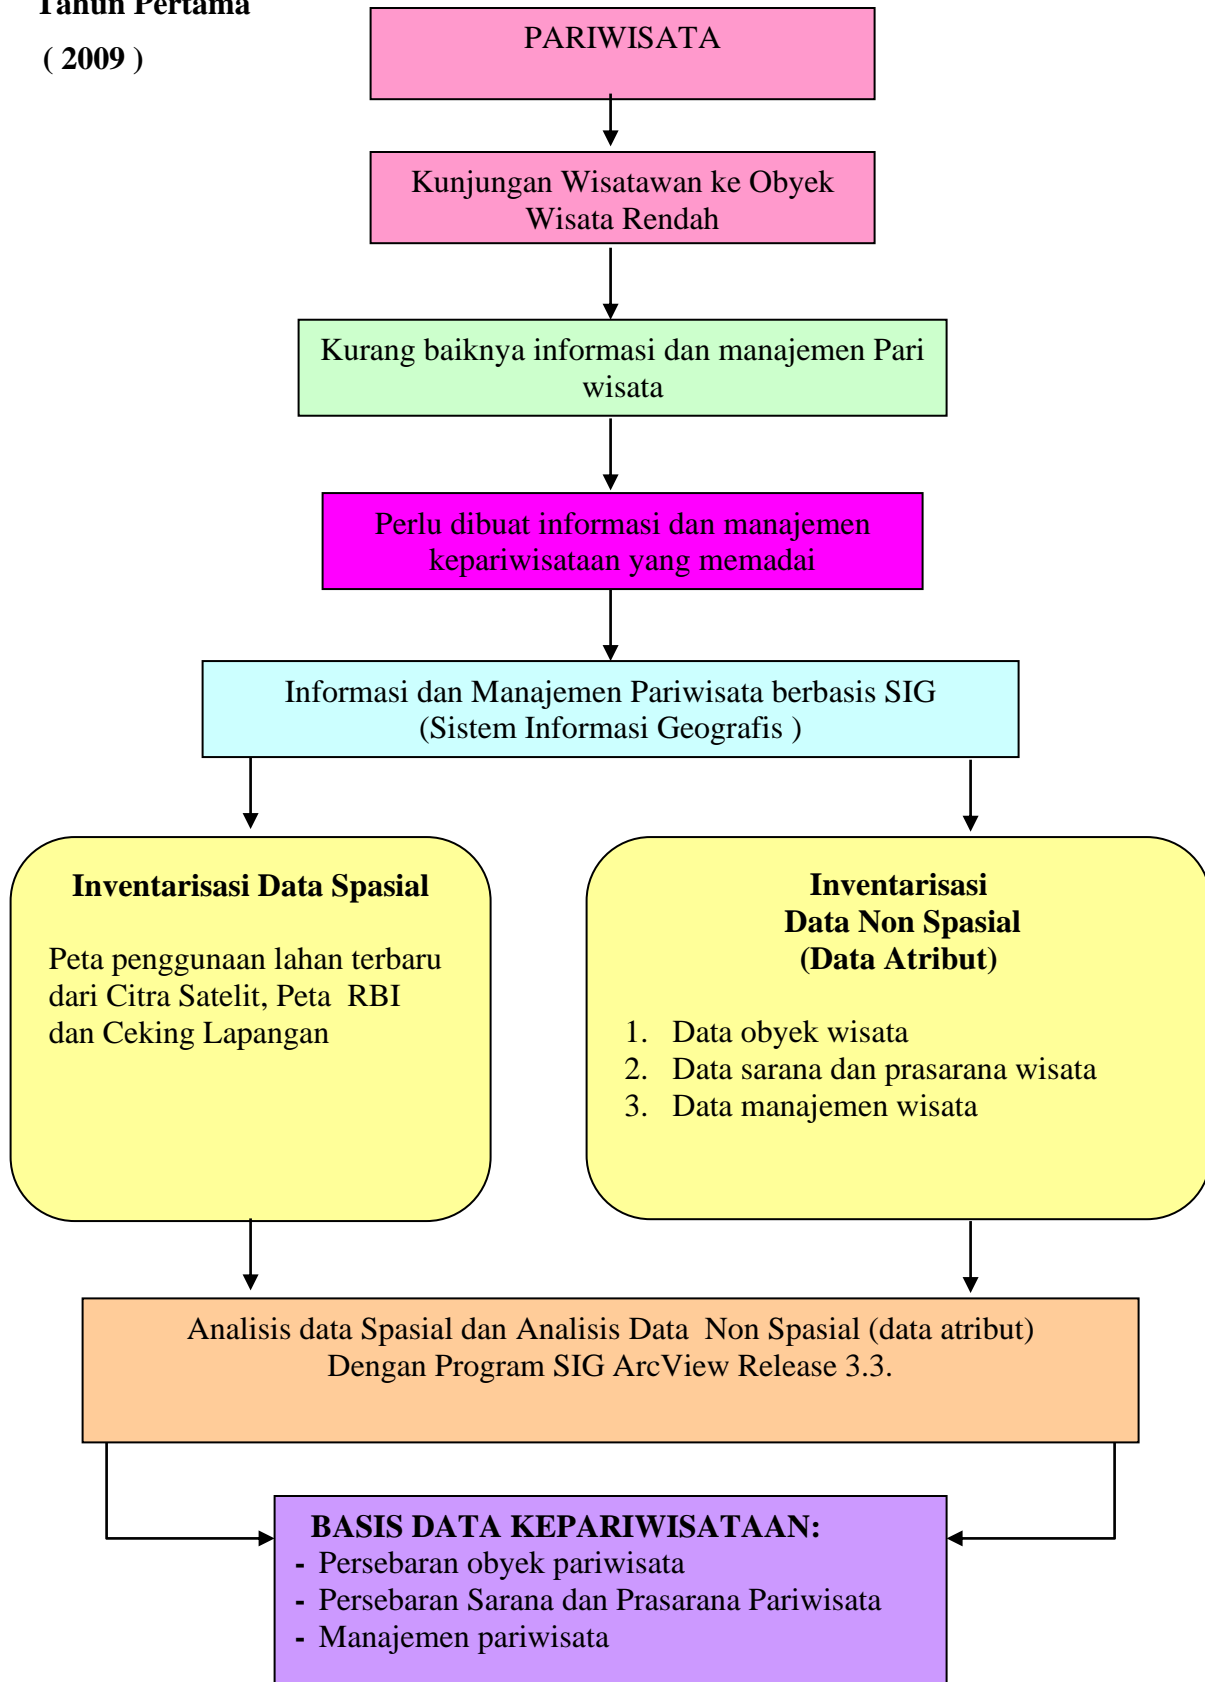 Tahun Pertama
( 2009 )
PARIWISATA
Kunjungan Wisatawan ke Obyek
Wisata Rendah
Kurang baiknya informasi dan manajemen Pari
wisata
Perlu dibuat informasi dan manajemen
kepariwisataan yang memadai
Informasi dan Manajemen Pariwisata berbasis SIG
(Sistem Informasi Geografis )
Inventarisasi Data Spasial
Peta penggunaan lahan terbaru
dari Citra Satelit, Peta  RBI
dan Ceking Lapangan
Inventarisasi
Data Non Spasial
(Data Atribut)
1. Data obyek wisata
2. Data sarana dan prasarana wisata
3. Data manajemen wisata
Analisis data Spasial dan Analisis Data  Non Spasial (data atribut)
Dengan Program SIG ArcView Release 3.3.
BASIS DATA KEPARIWISATAAN:
- Persebaran obyek pariwisata
- Persebaran Sarana dan Prasarana Pariwisata
- Manajemen pariwisata